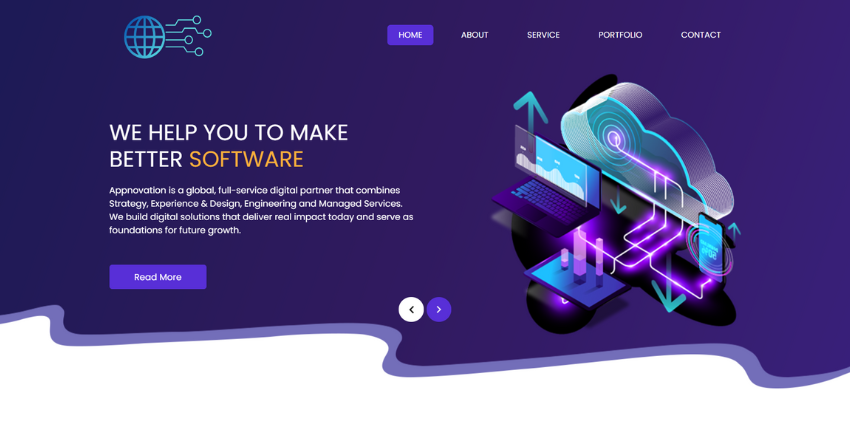 HOME
ABOUT
SERVICE
PORTFOLIO
CONTACT
WE HELP YOU TO MAKE
BETTER SOFTWARE
Appnovation is a global, full-service digital partner that combines
Strategy, Experience & Design, Engineering and Managed Services.
We build digital solutions that deliver real impact today and serve as
foundations for future growth.
Read More